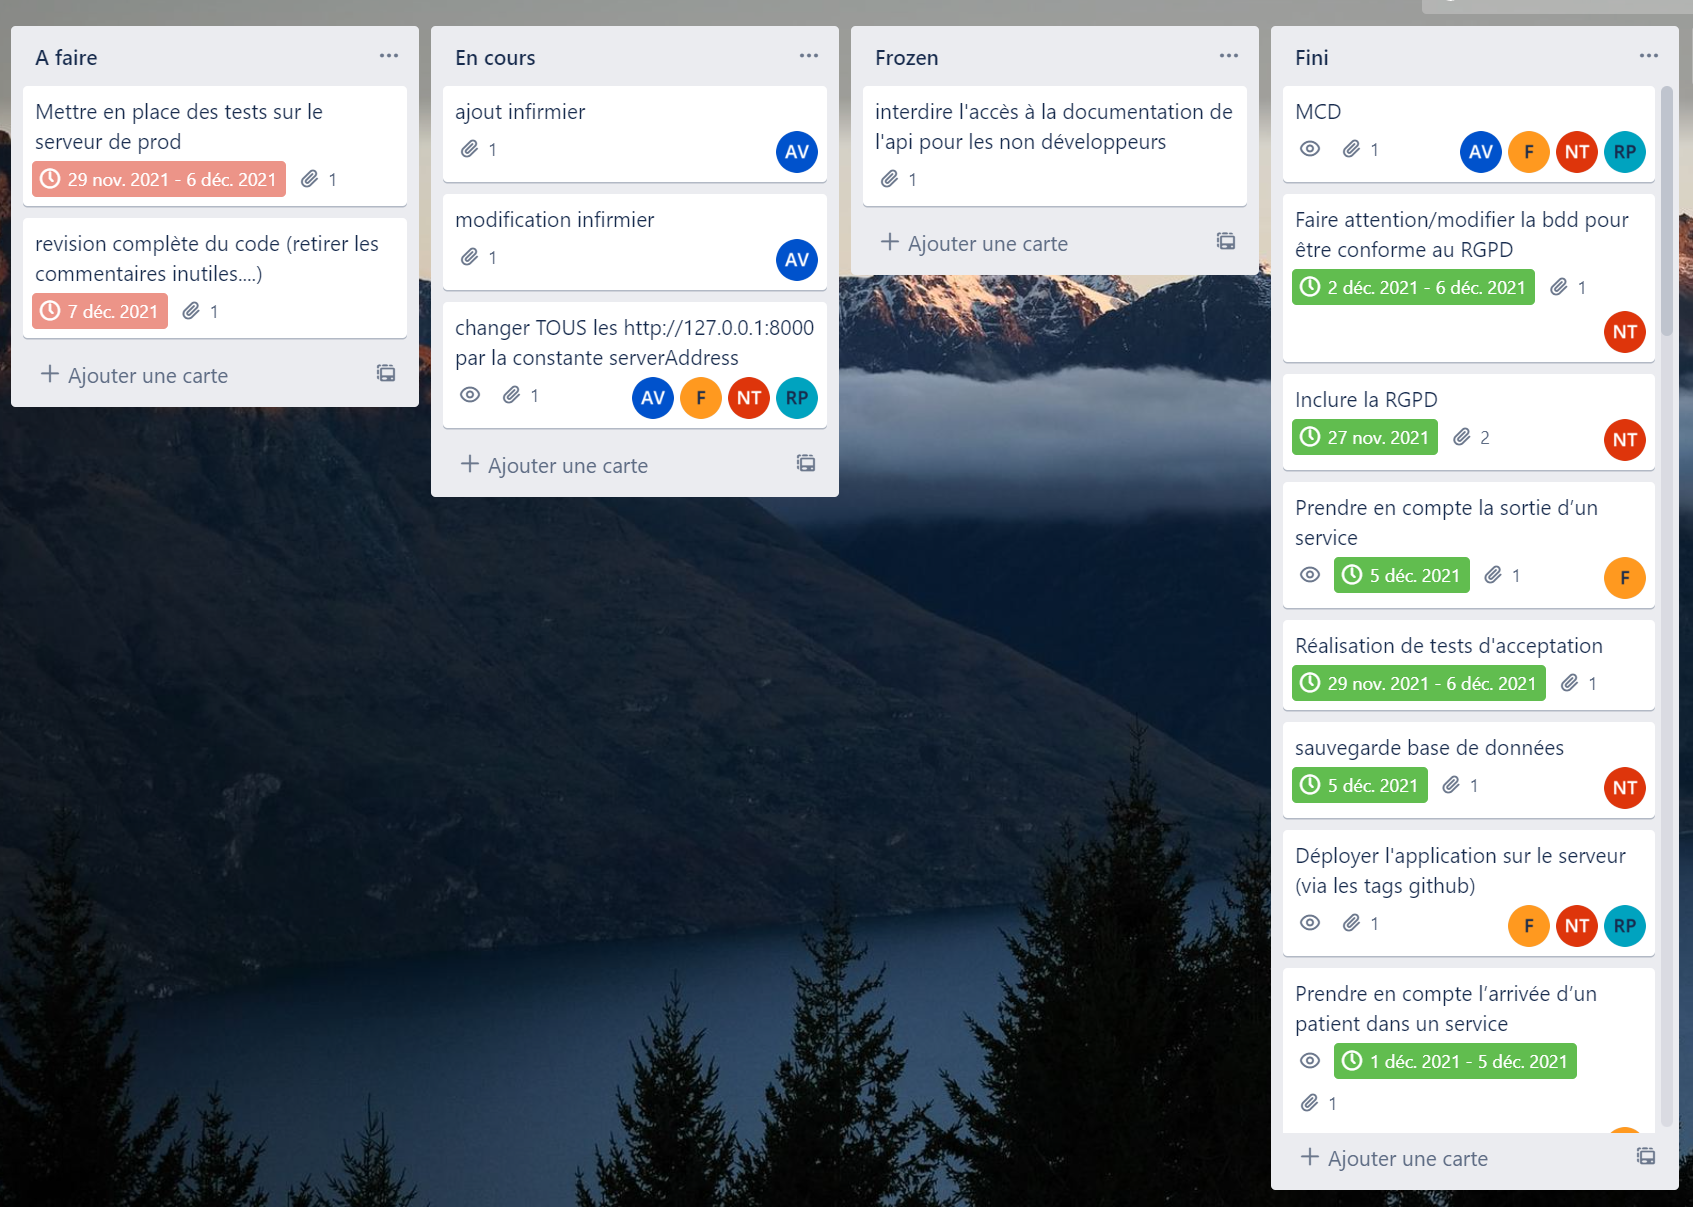 A faire
Mettre en place des tests sur le
serveur de prod
29 nov. 2021 - 6 déc. 2021 1
revision complète du code (retirer les
commentaires inutiles....)
7 déc. 2021 1
Ajouter une carte
En cours
ajout infirmier
1
AV
modification infirmier
1
AV
changer TOUS les http://127.0.0.1:8000
par la constante serverAddress
1 AV F NT RP
Ajouter une carte
Frozen
interdire l'accès à la documentation de
l'api pour les non développeurs
1
Ajouter une carte
Fini
MCD
1 AV F NT RP
Faire attention/modifier la bdd pour
être conforme au RGPD
2 déc. 2021 - 6 déc. 2021 1
NT
Inclure la RGPD
27 nov. 2021 2 NT
Prendre en compte la sortie d’un
service
5 déc. 2021 1 F
Réalisation de tests d'acceptation
29 nov. 2021 - 6 déc. 2021 1
sauvegarde base de données
5 déc. 2021 1 NT
Déployer l'application sur le serveur
(via les tags github)
1 F NT RP
Prendre en compte l’arrivée d’un
patient dans un service
1 déc. 2021 - 5 déc. 2021
1
Ajouter une carte